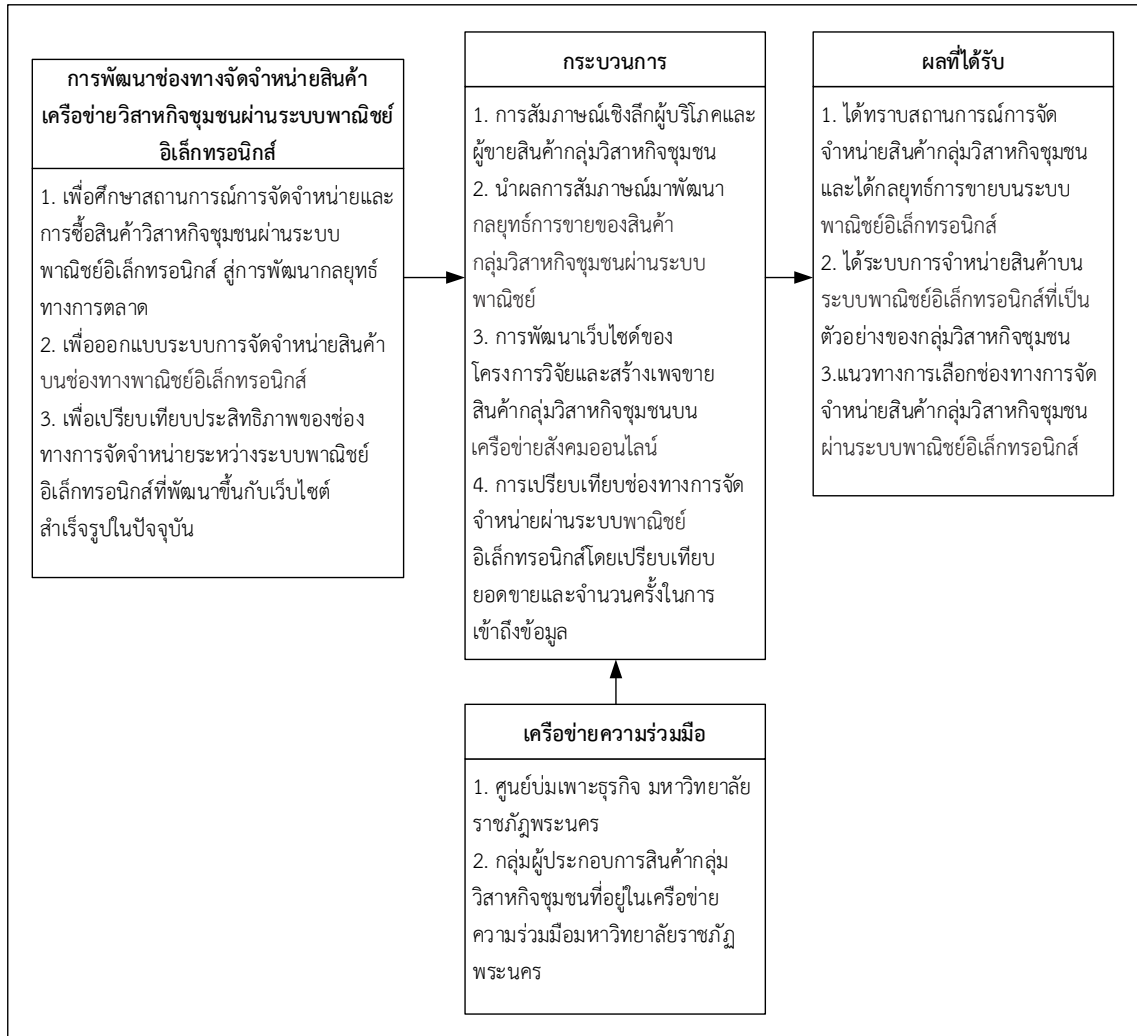 การพัฒนาช่องทางจัดจำหน่ายสินค้า
เครือข่ายวิสาหกิจชุมชนผ่านระบบพาณิชย์
อิเล็กทรอนิกส์
1. เพื่อศึกษาสถานการณ์การจัดจำหน่ายและ
การซื้อสินค้าวิสาหกิจชุมชนผ่านระบบ
พาณิชย์อิเล็กทรอนิกส์ สู่การพัฒนากลยุทธ์
ทางการตลาด
2. เพื่อออกแบบระบบการจัดจำหน่ายสินค้า
บนช่องทางพาณิชย์อิเล็กทรอนิกส์
3. เพื่อเปรียบเทียบประสิทธิภาพของช่อง
ทางการจัดจำหน่ายระหว่างระบบพาณิชย์
อิเล็กทรอนิกส์ที่พัฒนาขึ้นกับเว็บไซต์
สำเร็จรูปในปัจจุบัน
กระบวนการ
1. การสัมภาษณ์เชิงลึกผู้บริโภคและ
ผู้ขายสินค้ากลุ่มวิสาหกิจชุมชน
2. นำผลการสัมภาษณ์มาพัฒนา
กลยุทธ์การขายของสินค้า
กลุ่มวิสาหกิจชุมชนผ่านระบบ
พาณิชย์
3. การพัฒนาเว็บไซด์ของ
โครงการวิจัยและสร้างเพจขาย
สินค้ากลุ่มวิสาหกิจชุมชนบน
เครือข่ายสังคมออนไลน์
4. การเปรียบเทียบช่องทางการจัด
จำหน่ายผ่านระบบพาณิชย์
อิเล็กทรอนิกส์โดยเปรียบเทียบ
ยอดขายและจำนวนครั้งในการ
เข้าถึงข้อมูล
ผลที่ได้รับ
1. ได้ทราบสถานการณ์การจัด
จำหน่ายสินค้ากลุ่มวิสาหกิจชุมชน
และได้กลยุทธ์การขายบนระบบ
พาณิชย์อิเล็กทรอนิกส์
2. ได้ระบบการจำหน่ายสินค้าบน
ระบบพาณิชย์อิเล็กทรอนิกส์ที่เป็น
ตัวอย่างของกลุ่มวิสาหกิจชุมชน
3.แนวทางการเลือกช่องทางการจัด
จำหน่ายสินค้ากลุ่มวิสาหกิจชุมชน
ผ่านระบบพาณิชย์อิเล็กทรอนิกส์
เครือข่ายความร่วมมือ
1. ศูนย์บ่มเพาะธุรกิจ มหาวิทยาลัย
ราชภัฎพระนคร
2. กลุ่มผู้ประกอบการสินค้ากลุ่ม
วิสาหกิจชุมชนที่อยู่ในเครือข่าย
ความร่วมมือมหาวิทยาลัยราชภัฏ
พระนคร